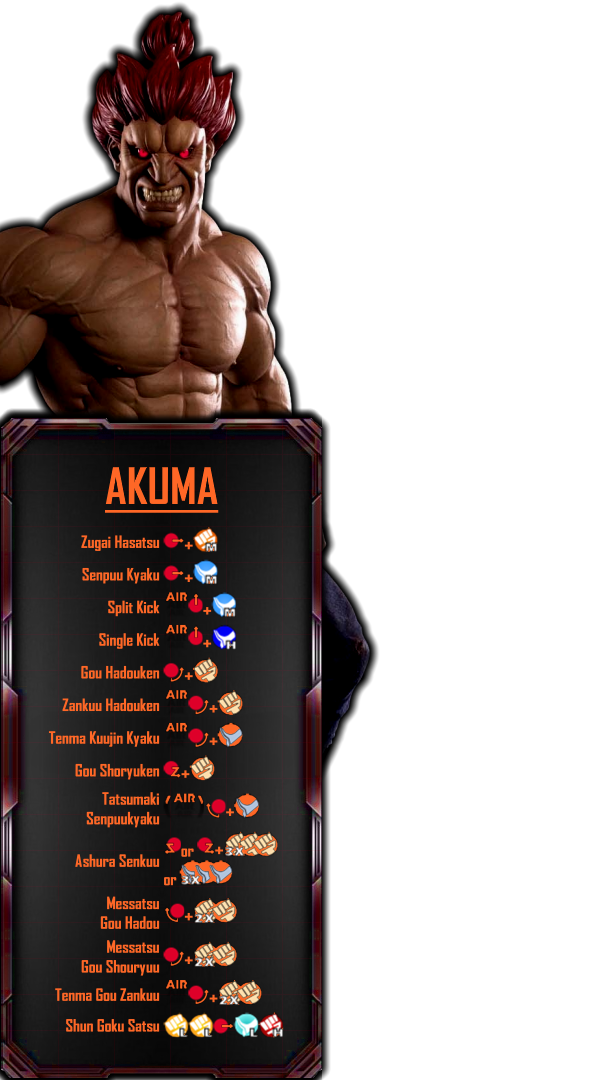 AKUMA
Zugai Hasatsu + M
Senpuu Kyaku + M
Split Kick AIR + M
Single Kick AIR + H
Gou Hadouken +
Zankuu Hadouken AIR +
Tenma Kuujin Kyaku AIR +
Gou Shoryuken +
Tatsumaki (AIR) +
Senpuukyaku
Ashura Senkuu or + 3X
or 3X
Messatsu
Gou Hadou + 2X
Messatsu
Gou Shouryuu + 2X
Tenma Gou Zankuu AIR + 2X
Shun Goku Satsu L L L H